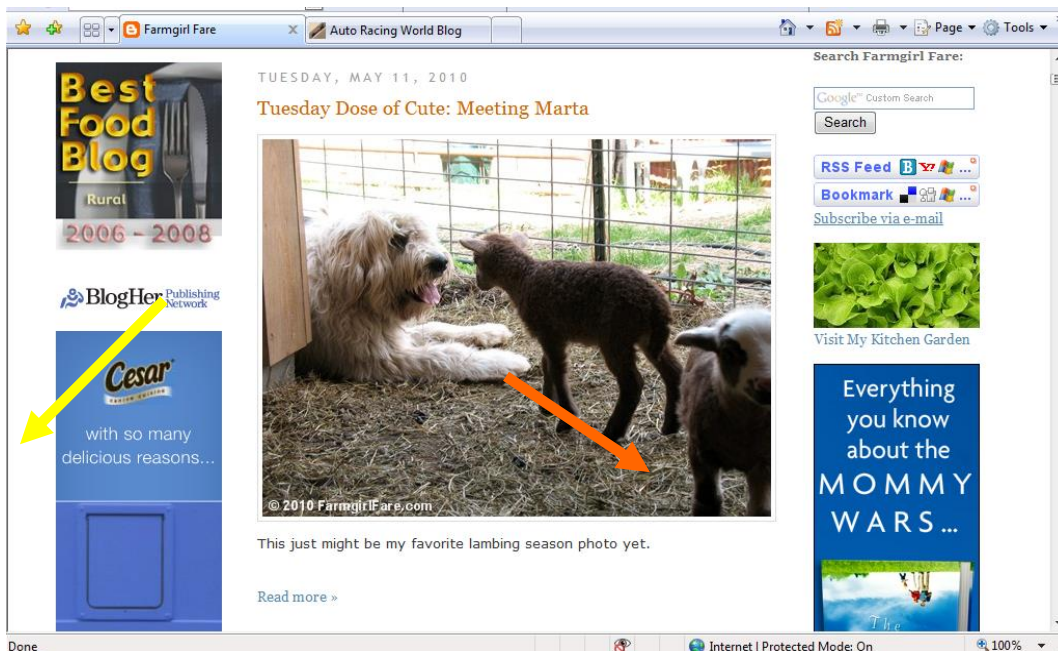 Farmgirl Fare
Auto Racing World Blog
Page
Tools
Best
Food
Blog
Rural
2006 - 2008
BlogHer Publishing
Network
Cesar
with so many
delicious reasons...
TUESDAY, MAY 11, 2010
Tuesday Dose of Cute: Meeting Marta
© 2010 FarmgirlFare.com
This just might be my favorite lambing season photo yet.
Read more »
Search Farmgirl Fare:
Google™ Custom Search
Search
RSS Feed ...
Bookmark ...
Subscribe via e-mail
Visit My Kitchen Garden
Everything
you know
about the
MOMMY
WARS...
The
Done
Internet | Protected Mode: On
100%